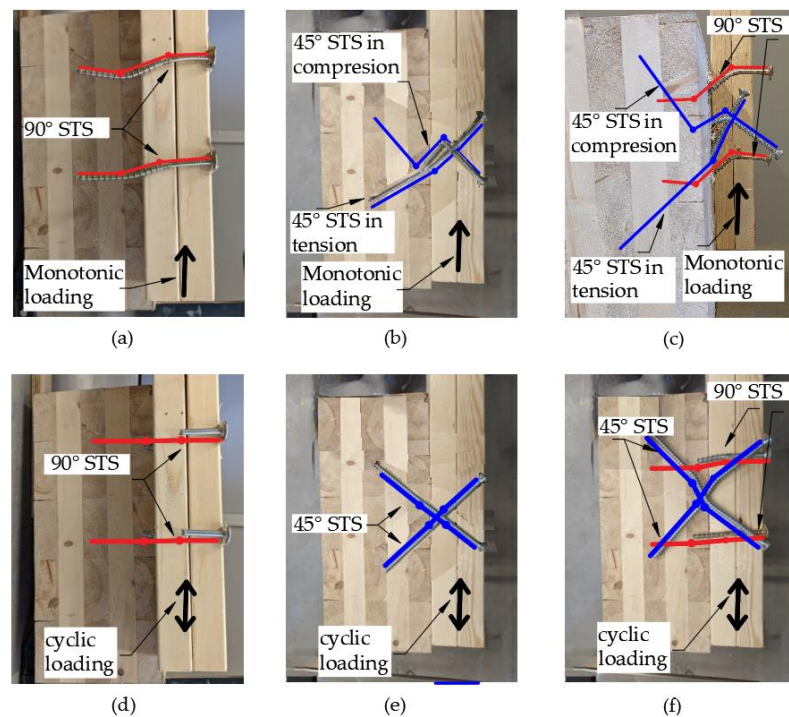 90° STS
Monotonic
loading
(a)
45° STS in
compresion
45° STS in
tension
Monotonic
loading
(b)
90° STS
45° STS in
compresion
45° STS in
tension
Monotonic
loading
(c)
90° STS
cyclic
loading
(d)
45° STS
cyclic
loading
(e)
90° STS
45° STS
cyclic
loading
(f)